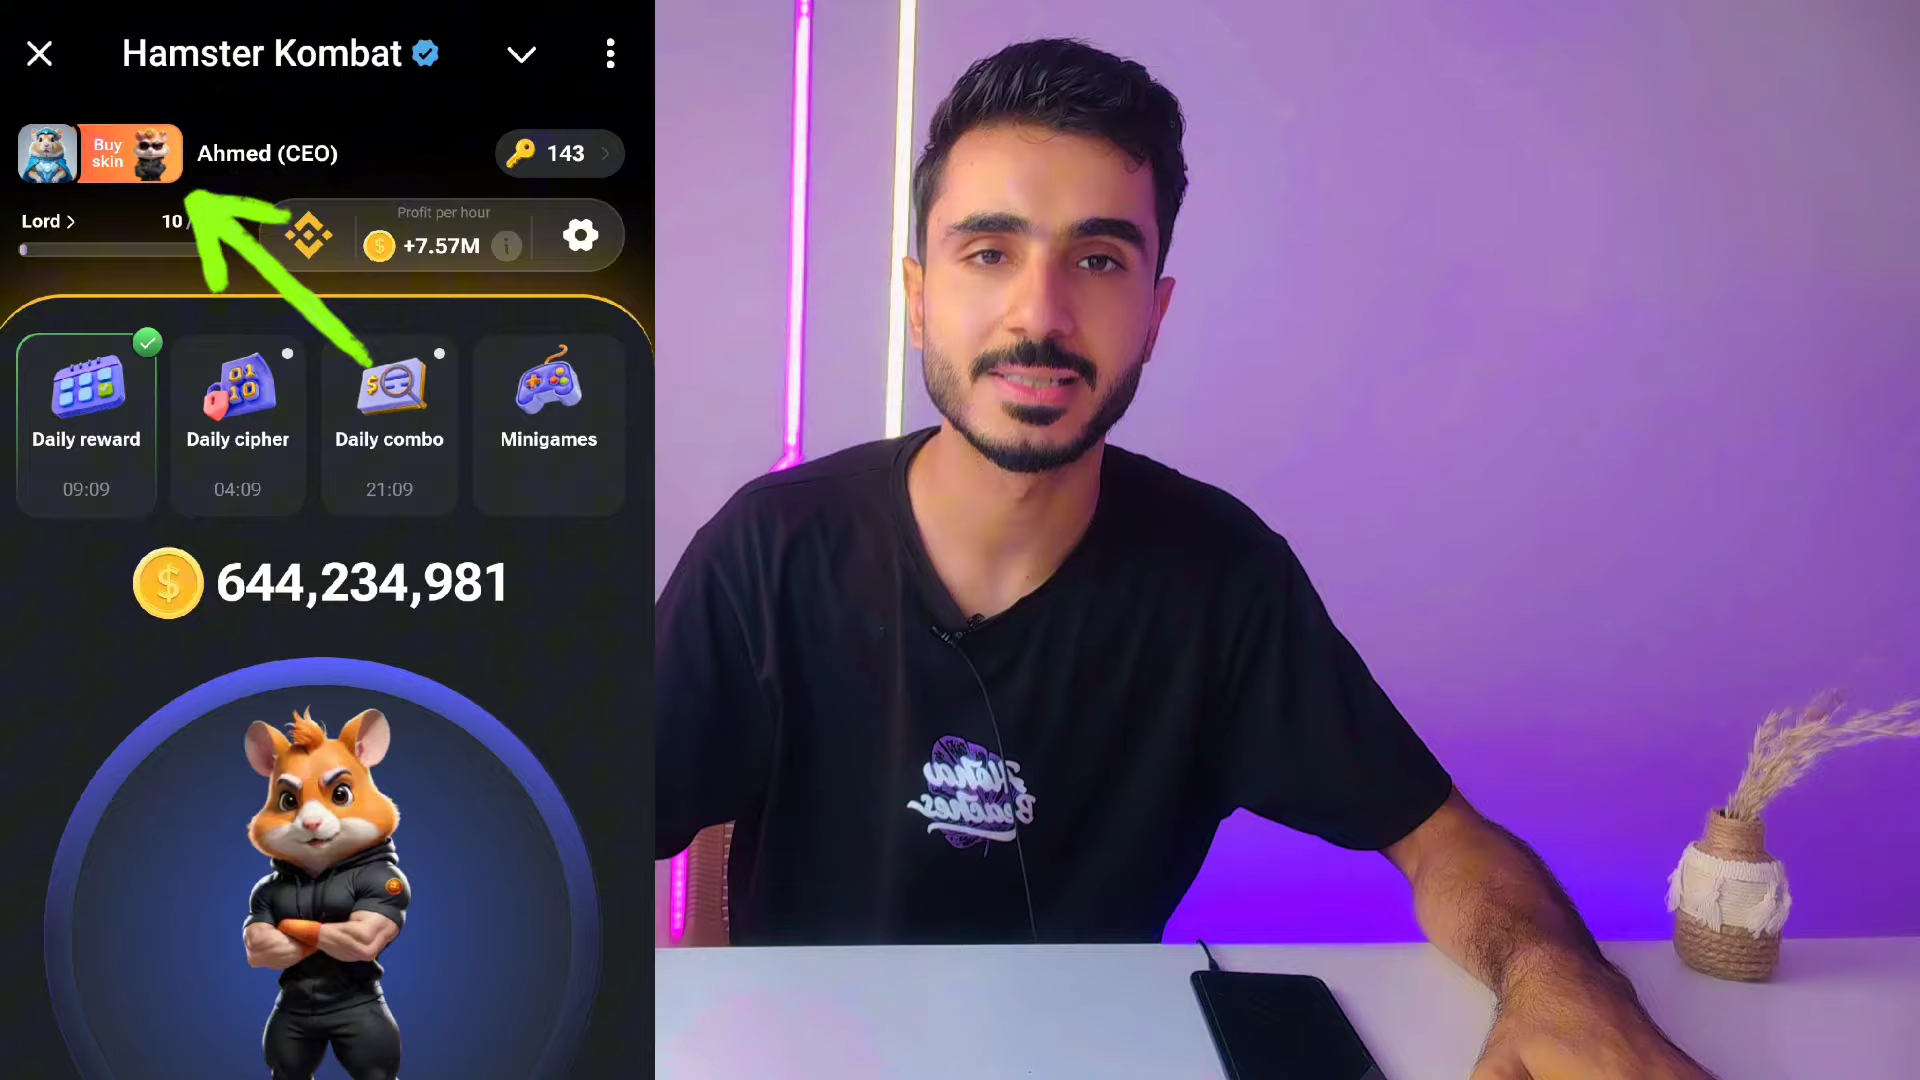 Hamster Kombat
Buy
skin
Ahmed (CEO)
143
Lord
10/
Profit per hour
+7.57M
Daily reward
09:09
Daily cipher
04:09
Daily combo
21:09
Minigames
644,234,981
Beaches